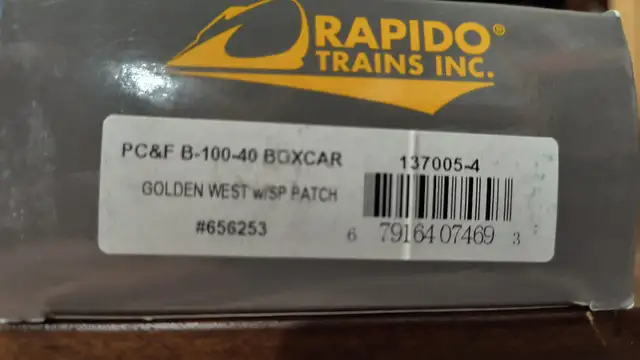 RAPIDO®
TRAINS INC.
PC&F B-100-40 BOXCAR
137005-4
GOLDEN WEST w/SP PATCH
#656253
6 79164 07469 3